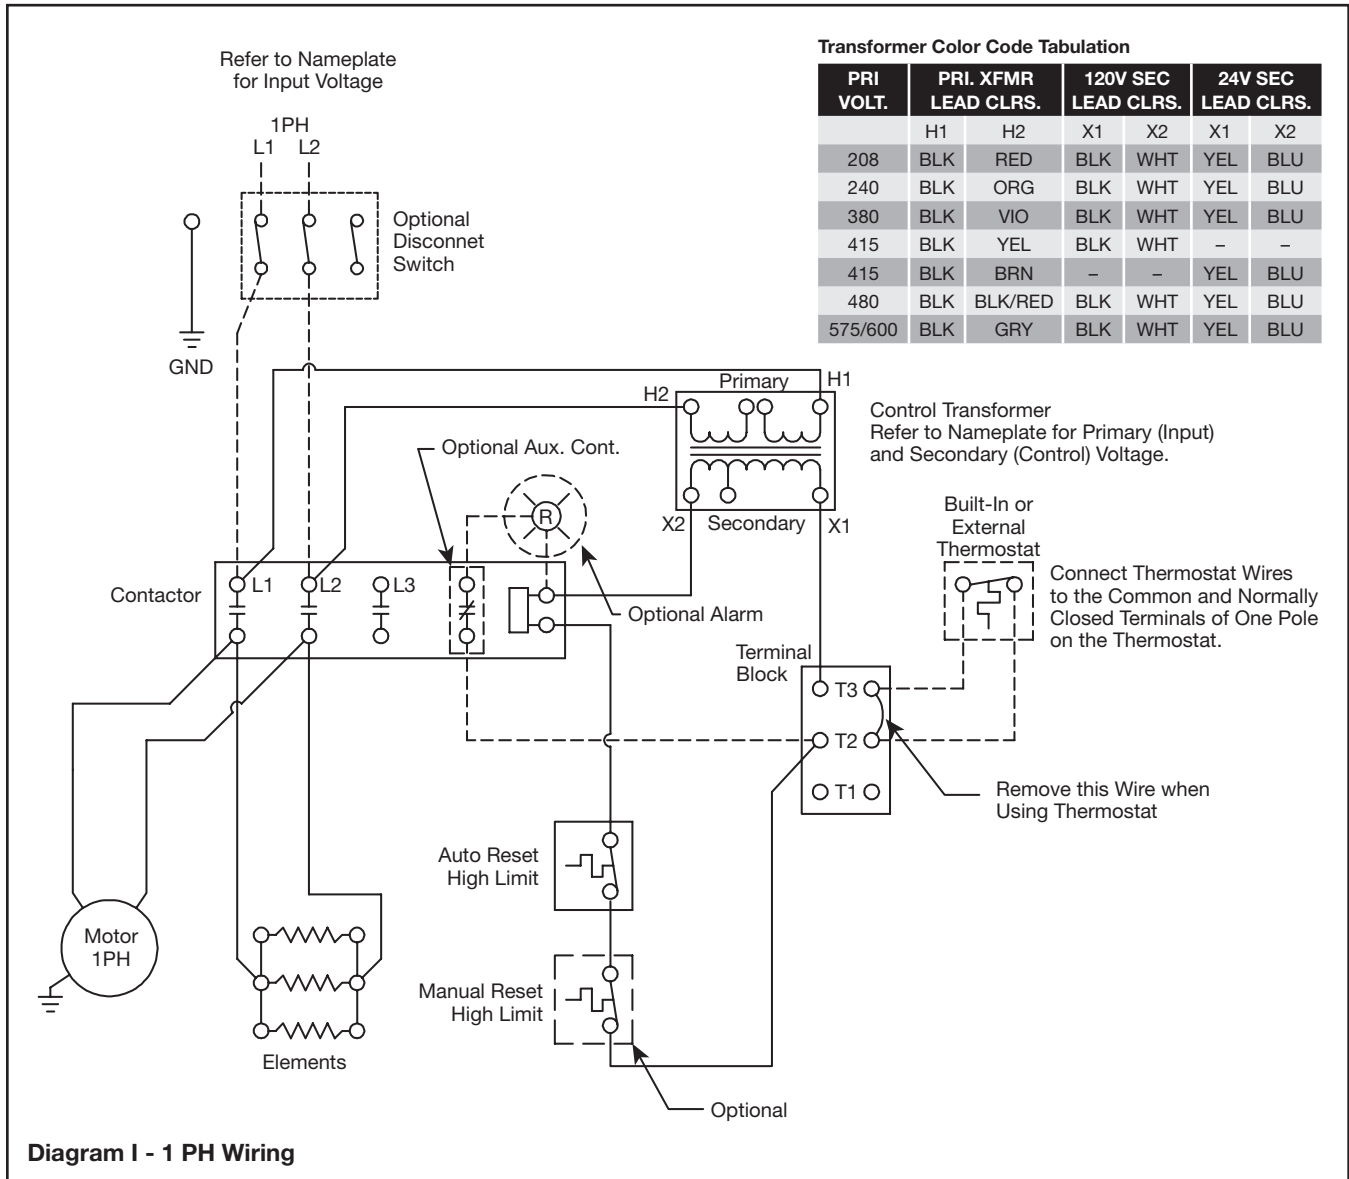 Refer to Nameplate
for Input Voltage
1PH
L1 L2
Optional
Disconnet
Switch
GND
Transformer Color Code Tabulation
PRI VOLT. PRI. XFMR LEAD CLRS. 120V SEC LEAD CLRS. 24V SEC LEAD CLRS.
H1 H2 X1 X2 X1 X2
208 BLK RED BLK WHT YEL BLU
240 BLK ORG BLK WHT YEL BLU
380 BLK VIO BLK WHT YEL BLU
415 BLK YEL BLK WHT – –
415 BLK BRN – – YEL BLU
480 BLK BLK/RED BLK WHT YEL BLU
575/600 BLK GRY BLK WHT YEL BLU
H2 Primary H1
Control Transformer
Refer to Nameplate for Primary (Input)
and Secondary (Control) Voltage.
X2 Secondary X1
Optional Aux. Cont.
R
Optional Alarm
Contactor
L1 L2 L3
Built-In or
External
Thermostat
Connect Thermostat Wires
to the Common and Normally
Closed Terminals of One Pole
on the Thermostat.
Terminal
Block
T3
T2
T1
Remove this Wire when
Using Thermostat
Auto Reset
High Limit
Manual Reset
High Limit
Optional
Motor
1PH
Elements
Diagram I - 1 PH Wiring